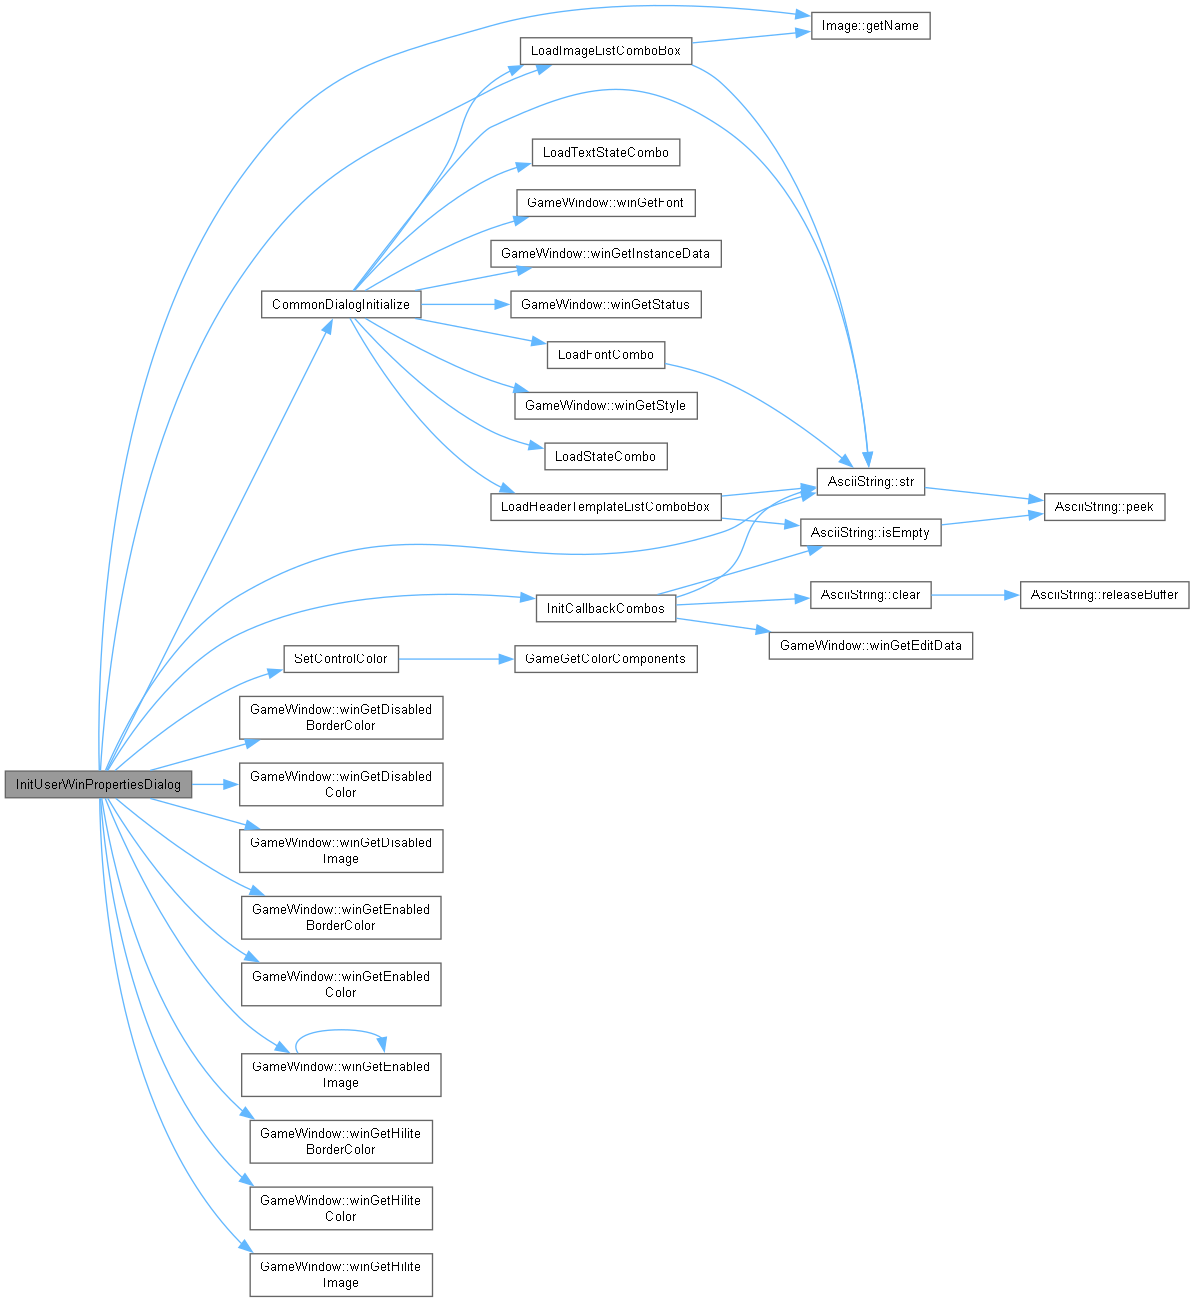 Image::getName
LoadImageListComboBox
LoadTextStateCombo
GameWindow::winGetFont
GameWindow::winGetInstanceData
CommonDialogInitialize
GameWindow::winGetStatus
LoadFontCombo
GameWindow::winGetStyle
LoadStateCombo
AsciiString::str
LoadHeaderTemplateListComboBox
AsciiString::peek
AsciiString::isEmpty
InitCallbackCombos
AsciiString::clear
AsciiString::releaseBuffer
GameWindow::winGetEditData
SetControlColor
GameGetColorComponents
GameWindow::winGetDisabled
BorderColor
InitUserWinPropertiesDialog
GameWindow::winGetDisabled
Color
GameWindow::winGetDisabled
Image
GameWindow::winGetEnabled
BorderColor
GameWindow::winGetEnabled
Color
GameWindow::winGetEnabled
Image
GameWindow::winGetHilite
BorderColor
GameWindow::winGetHilite
Color
GameWindow::winGetHilite
Image